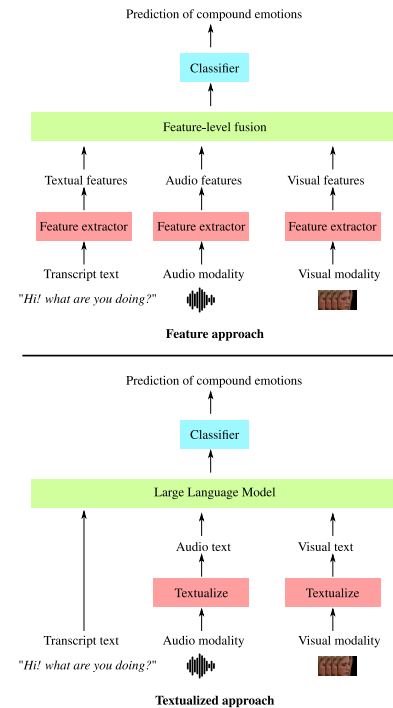 Prediction of compound emotions
Classifier
Feature-level fusion
Textual features Audio features Visual features
Feature extractor Feature extractor Feature extractor
Transcript text Audio modality Visual modality
"Hi! what are you doing?"
Feature approach
Prediction of compound emotions
Classifier
Large Language Model
Audio text Visual text
Textualize Textualize
Transcript text Audio modality Visual modality
"Hi! what are you doing?"
Textualized approach